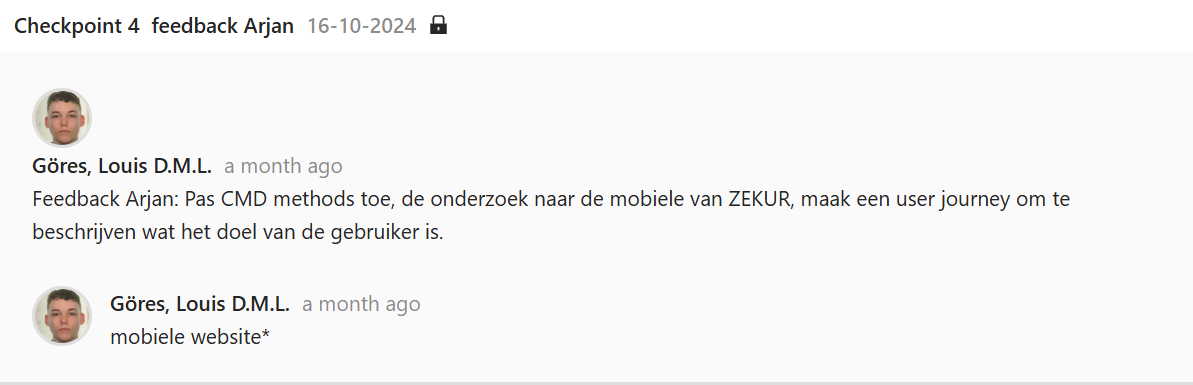 Checkpoint 4 feedback Arjan 16-10-2024
Göres, Louis D.M.L. a month ago
Feedback Arjan: Pas CMD methods toe, de onderzoek naar de mobiele van ZEKUR, maak een user journey om te
beschrijven wat het doel van de gebruiker is.
Göres, Louis D.M.L. a month ago
mobiele website*